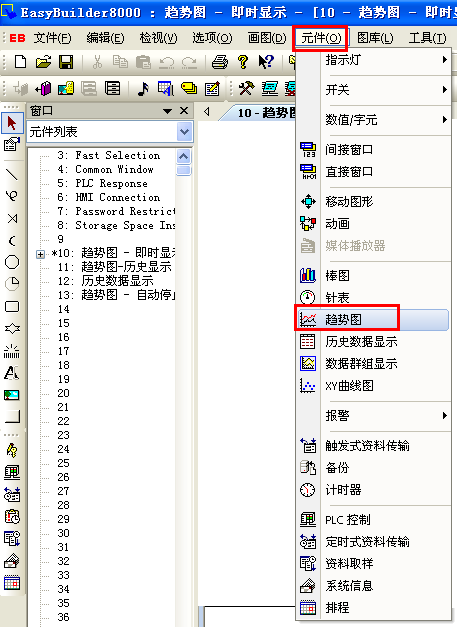 EasyBuilder8000 : 趋势图 - 即时显示 - [10 - 趋势图 - 即时显
EB 文件(F) 编辑(E) 检视(V) 选项(O) 画图(D) 元件(O) 图库(L) 工具(T)
窗口
元件列表
3: Fast Selection
4: Common Window
5: PLC Response
6: HMI Connection
7: Password Restrict
8: Storage Space Ins
9
*10: 趋势图 - 即时显示
11: 趋势图-历史显示
12: 历史数据显示
13: 趋势图 - 自动停止
14
15
16
17
18
19
20
21
22
23
24
25
26
27
28
29
30
31
32
33
34
35
36
10 - 趋势图
指示灯
开关
数值/字元
间接窗口
直接窗口
移动图形
动画
媒体播放器
棒图
针表
趋势图
历史数据显示
数据群组显示
XY曲线图
报警
触发式资料传输
备份
计时器
PLC 控制
定时式资料传输
资料取样
系统信息
排程